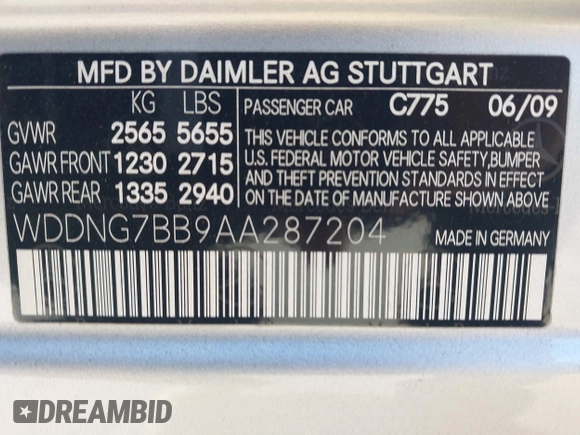 MFD BY DAIMLER AG STUTTGART
KG LBS
GVWR 2565 5655
GAWR FRONT 1230 2715
GAWR REAR 1335 2940
PASSENGER CAR C775 06/09
THIS VEHICLE CONFORMS TO ALL APPLICABLE
U.S. FEDERAL MOTOR VEHICLE SAFETY, BUMPER
AND THEFT PREVENTION STANDARDS IN EFFECT
ON THE DATE OF MANUFACTURE SHOWN ABOVE
WDDNG7BB9AA287204 MADE IN GERMANY
DREAMBID